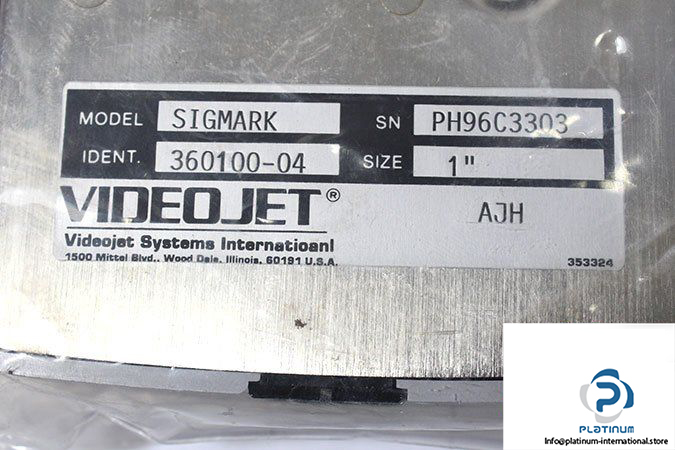 MODEL SIGMARK SN PH96C3303
IDENT. 360100-04 SIZE 1"
VIDEOJET® AJH
Videojet Systems Internatioanl
1500 Mittel Blvd., Wood Dale, Illinois, 60191 U.S.A. 353324
PLATINUM
Info@platinum-international.store